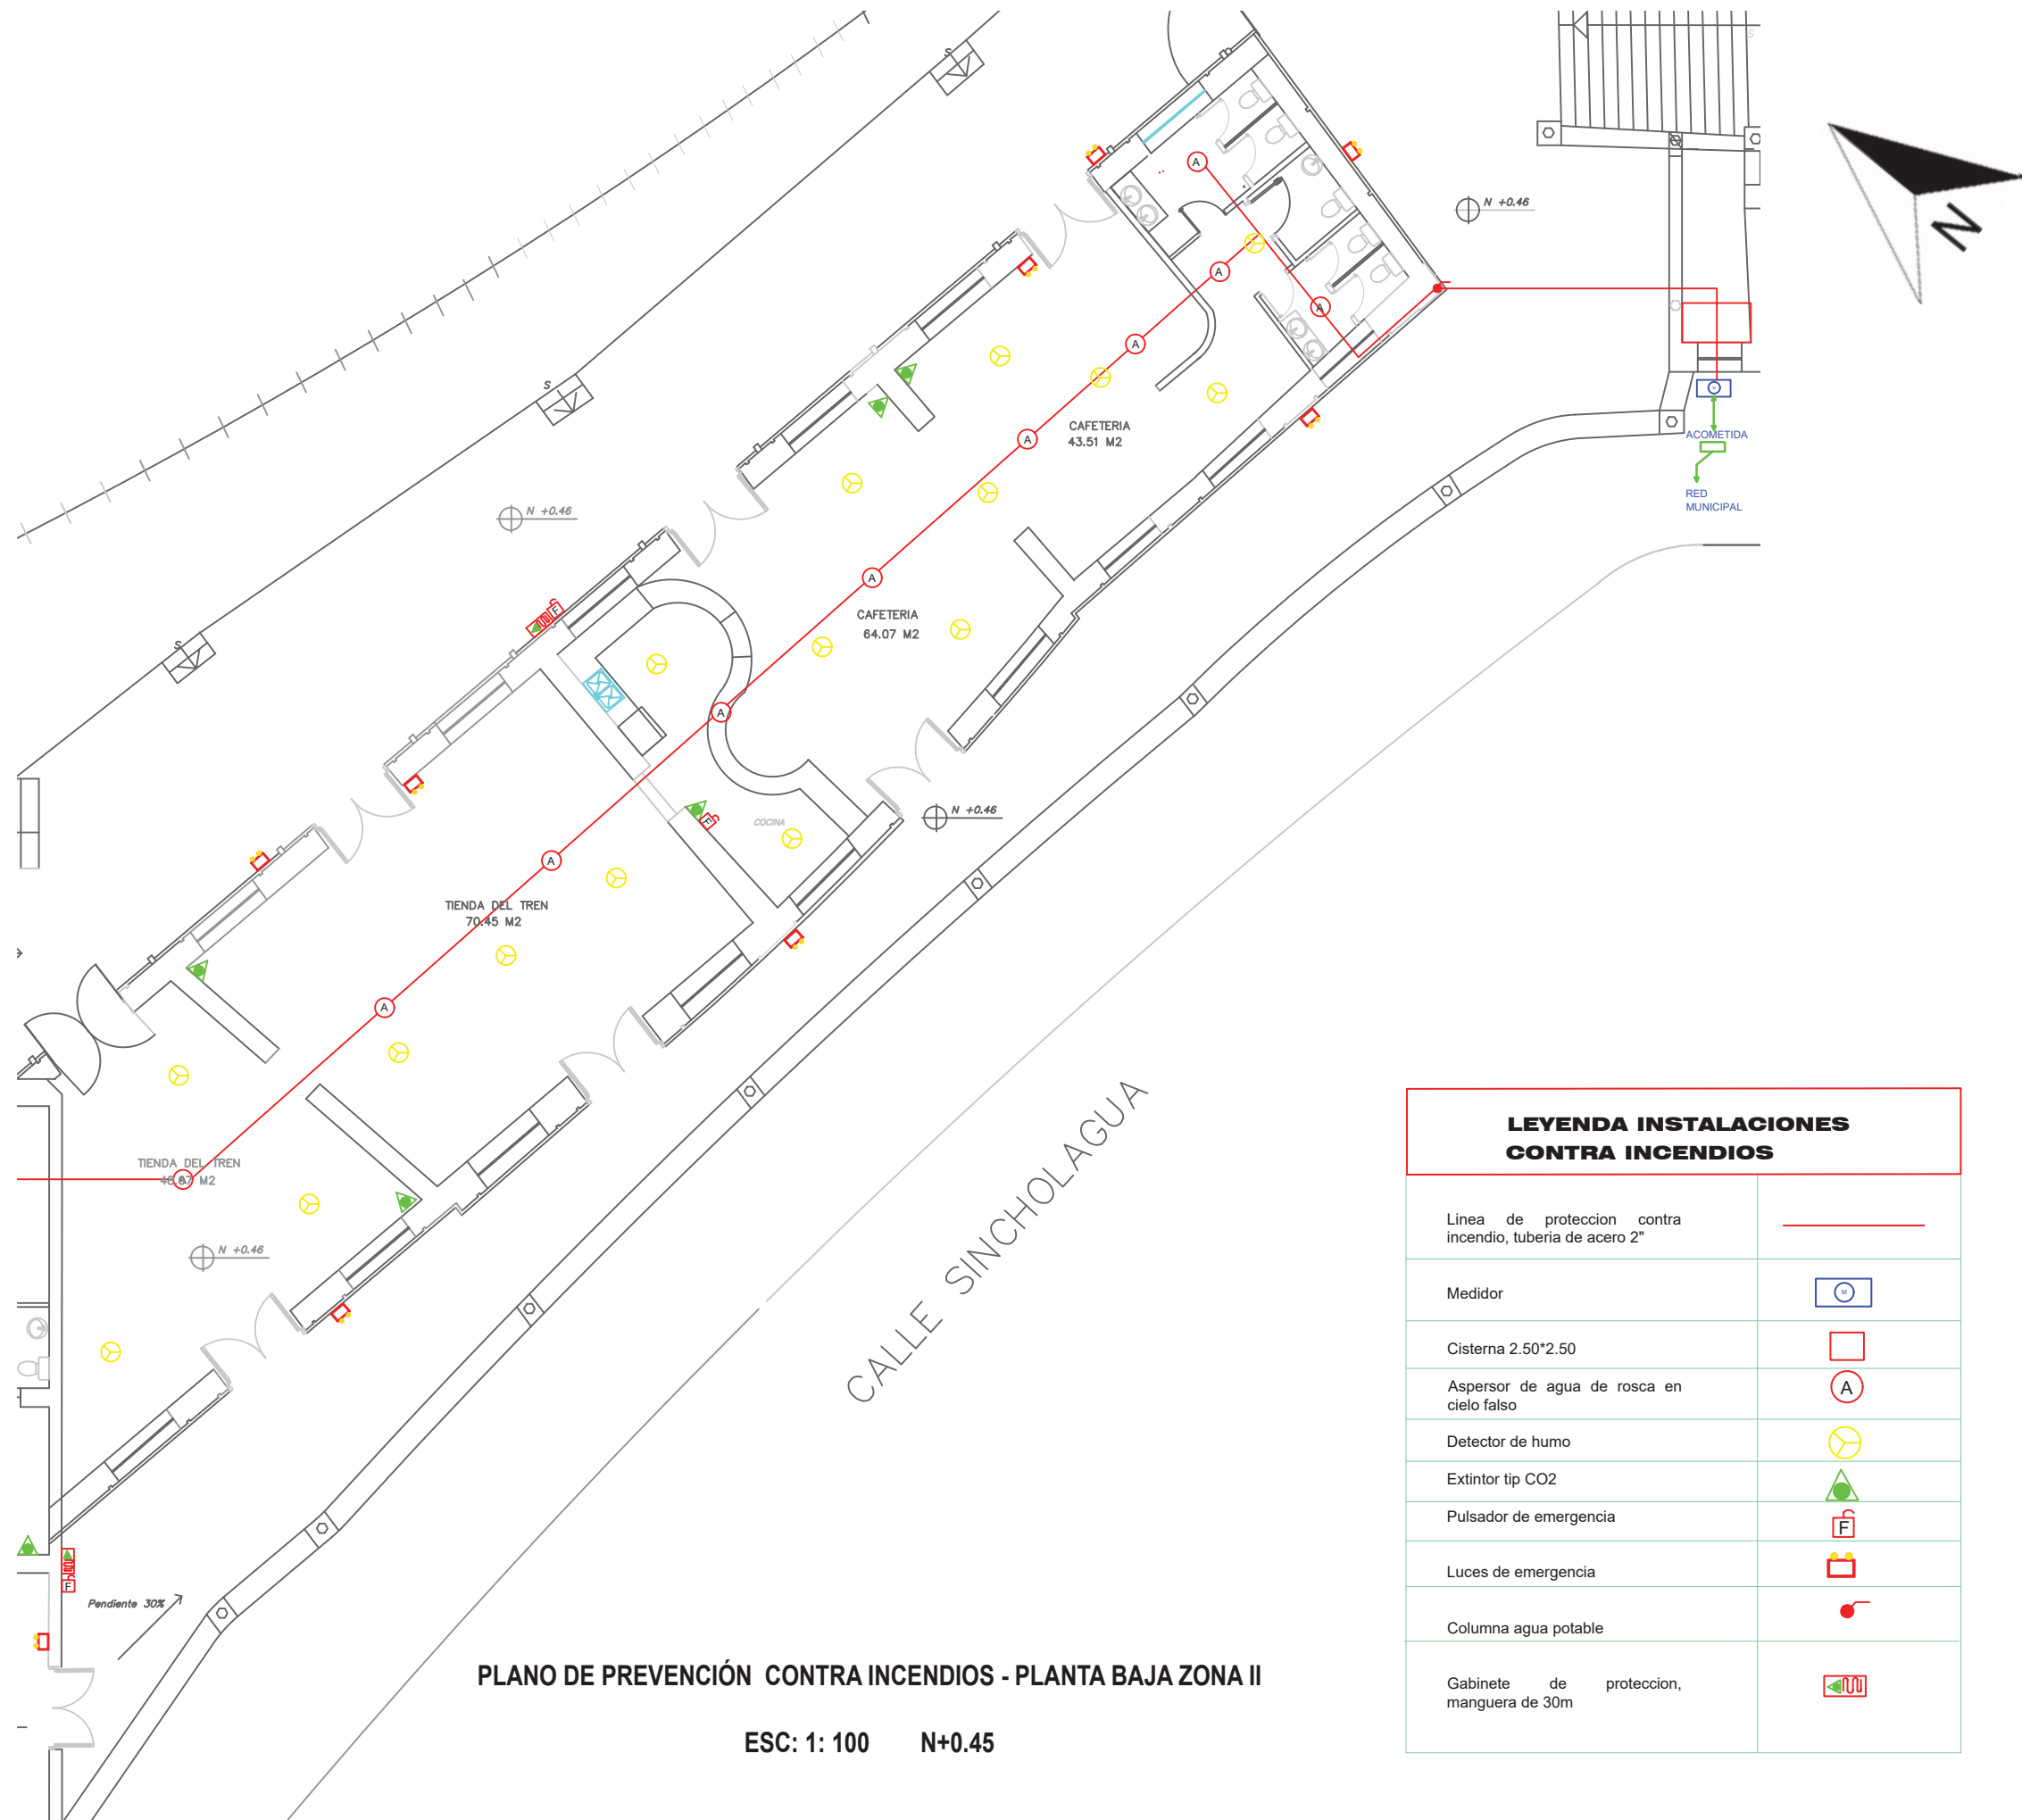 S
S
S
S
N
N +0.46
A
A
A
A
A
CAFETERIA
43.51 M2
M
ACOMETIDA
RED
MUNICIPAL
N +0.46
A
A
CAFETERIA
64.07 M2
F
A
N +0.46
F
COCINA
A
TIENDA DEL TREN
70.45 M2
A
TIENDA DEL TREN
A
M2
N +0.46
CALLE SINCHOLAGUA
F
Pendiente 30%
LEYENDA INSTALACIONES
CONTRA INCENDIOS
Linea de proteccion contra
incendio, tuberia de acero 2"
Medidor
M
Cisterna 2.50*2.50
Aspersor de agua de rosca en
cielo falso
A
Detector de humo
Extintor tip CO2
Pulsador de emergencia
F
Luces de emergencia
Columna agua potable
Gabinete de proteccion,
manguera de 30m
PLANO DE PREVENCIÓN CONTRA INCENDIOS - PLANTA BAJA ZONA II
ESC: 1: 100 N+0.45